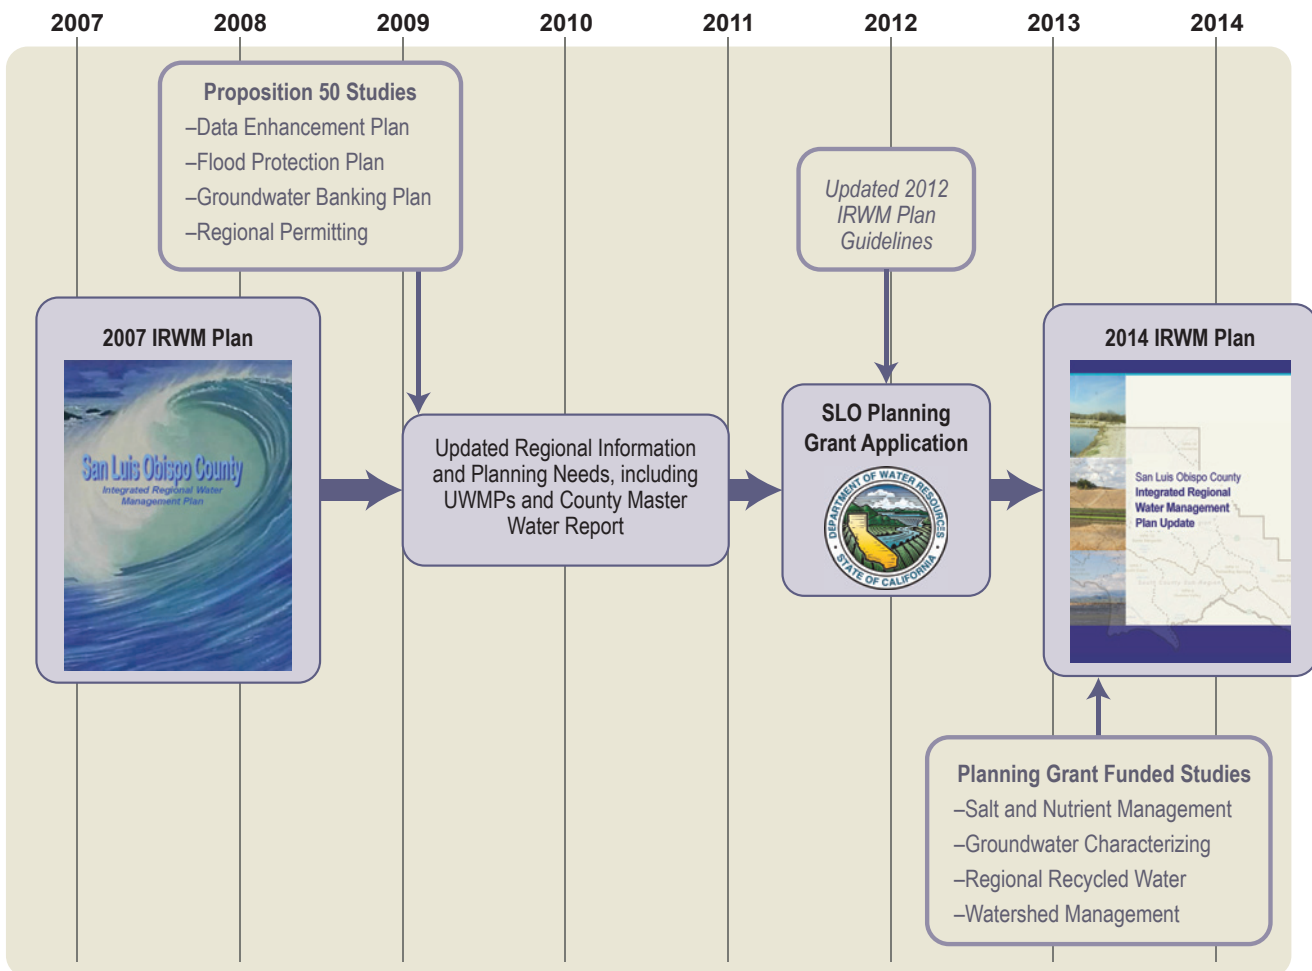 2007 2008 2009 2010 2011 2012 2013 2014
Proposition 50 Studies
–Data Enhancement Plan
–Flood Protection Plan
–Groundwater Banking Plan
–Regional Permitting
Updated 2012
IRWM Plan
Guidelines
2007 IRWM Plan
San Luis Obispo County
Integrated Regional Water
Management Plan
Updated Regional Information
and Planning Needs, including
UWMPs and County Master
Water Report
SLO Planning
Grant Application
DEPARTMENT OF WATER RESOURCES
STATE OF CALIFORNIA
2014 IRWM Plan
San Luis Obispo County
Integrated Regional
Water Management
Plan Update
Planning Grant Funded Studies
–Salt and Nutrient Management
–Groundwater Characterizing
–Regional Recycled Water
–Watershed Management